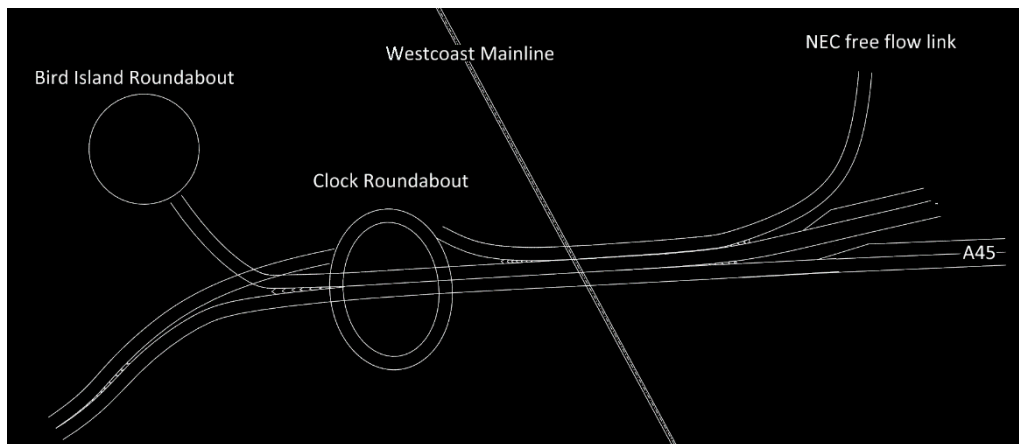 Westcoast Mainline
NEC free flow link
Bird Island Roundabout
Clock Roundabout
A45